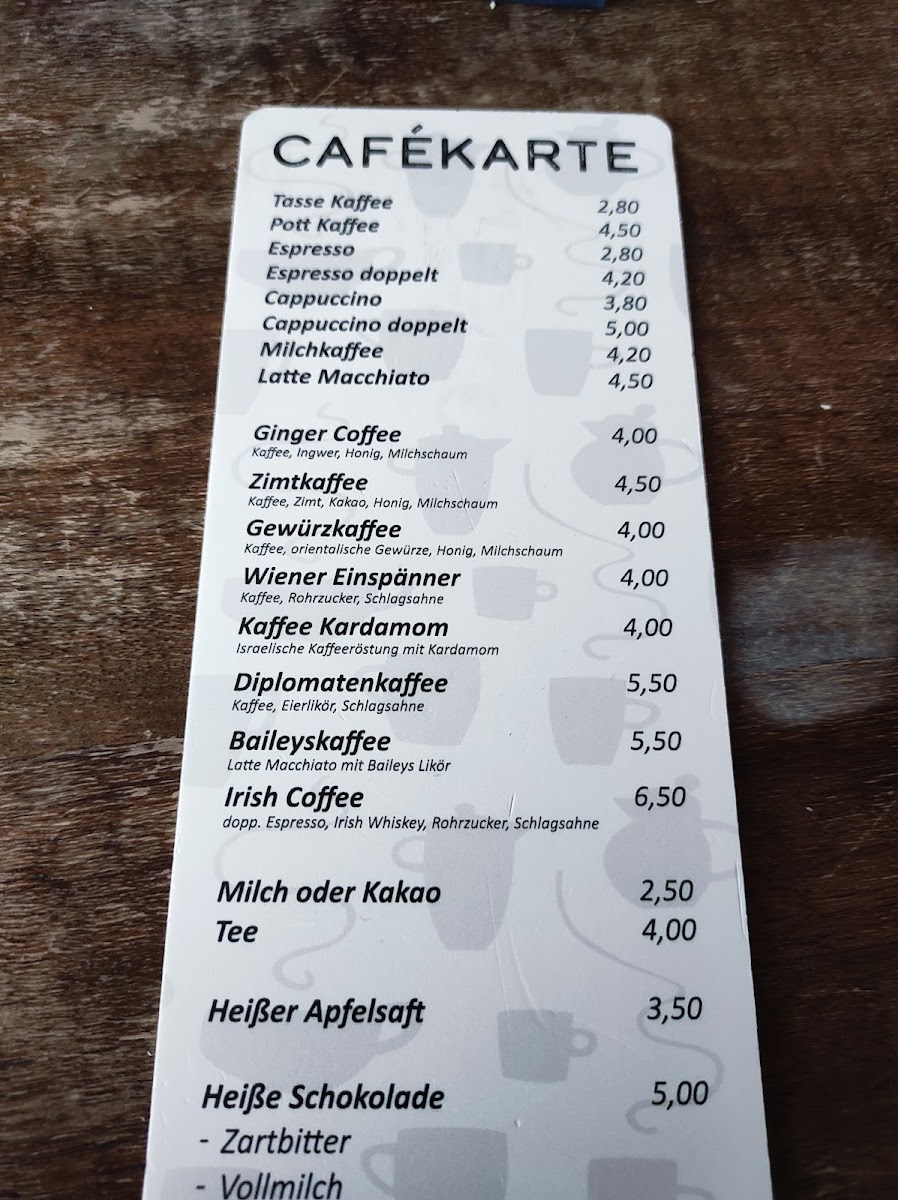 CAFÉKARTE
Tasse Kaffee 2,80
Pott Kaffee 4,50
Espresso 2,80
Espresso doppelt 4,20
Cappuccino 3,80
Cappuccino doppelt 5,00
Milchkaffee 4,20
Latte Macchiato 4,50
Ginger Coffee 4,00
Kaffee, Ingwer, Honig, Milchschaum
Zimtkaffee 4,50
Kaffee, Zimt, Kakao, Honig, Milchschaum
Gewürzkaffee 4,00
Kaffee, orientalische Gewürze, Honig, Milchschaum
Wiener Einspänner 4,00
Kaffee, Rohrzucker, Schlagsahne
Kaffee Kardamom 4,00
Israelische Kaffeeröstung mit Kardamom
Diplomatenkaffee 5,50
Kaffee, Eierlikör, Schlagsahne
Baileyskaffee 5,50
Latte Macchiato mit Baileys Likör
Irish Coffee 6,50
dopp. Espresso, Irish Whiskey, Rohrzucker, Schlagsahne
Milch oder Kakao 2,50
Tee 4,00
Heißer Apfelsaft 3,50
Heiße Schokolade 5,00
- Zartbitter
- Vollmilch